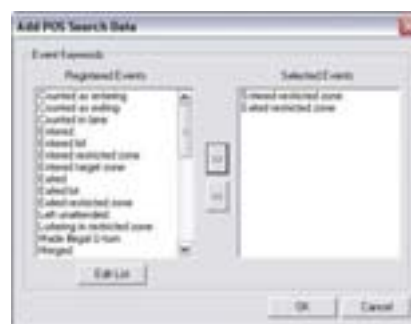 Add POS Search Data
Event Keywords
Registered Events
Counted as entering
Counted as exiting
Counted in lane
Entered
Entered lot
Entered restricted zone
Entered target zone
Exited
Exited lot
Exited restricted zone
Left unattended
Loitering in restricted zone
Made illegal U-turn
Merged
Edit List
Selected Events
Entered restricted zone
Exited restricted zone
OK
Cancel